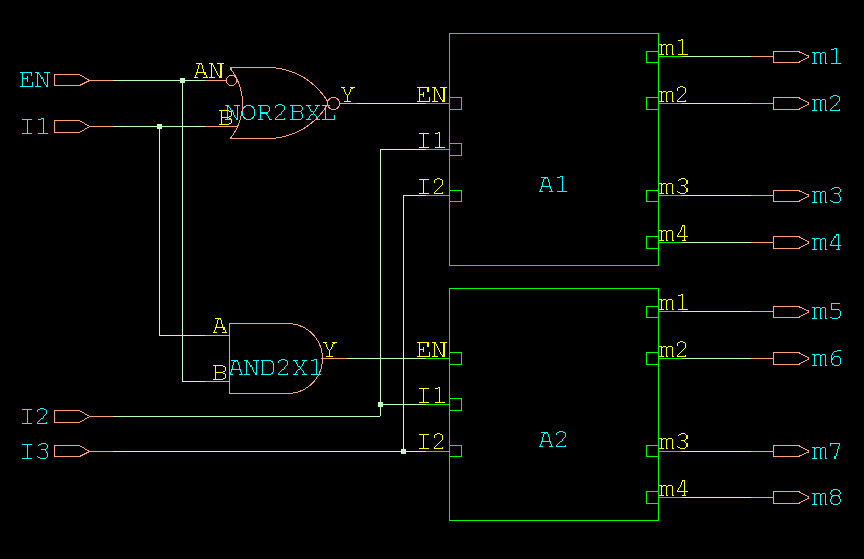 EN
I1
AN
B
NOR2BXL
Y
EN
I1
I2
A1
m1
m2
m3
m4
m1
m2
m3
m4
A
B
AND2X1
Y
I2
I3
EN
I1
I2
A2
m1
m2
m3
m4
m5
m6
m7
m8